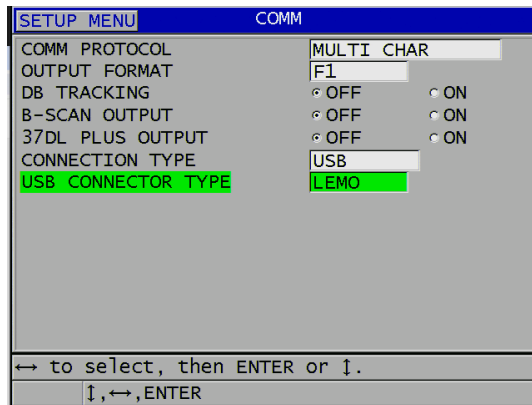 SETUP MENU COMM
COMM PROTOCOL MULTI CHAR
OUTPUT FORMAT F1
DB TRACKING OFF ON
B-SCAN OUTPUT OFF ON
37DL PLUS OUTPUT OFF ON
CONNECTION TYPE USB
USB CONNECTOR TYPE LEMO
↔ to select, then ENTER or ↕.
↕,↔,ENTER